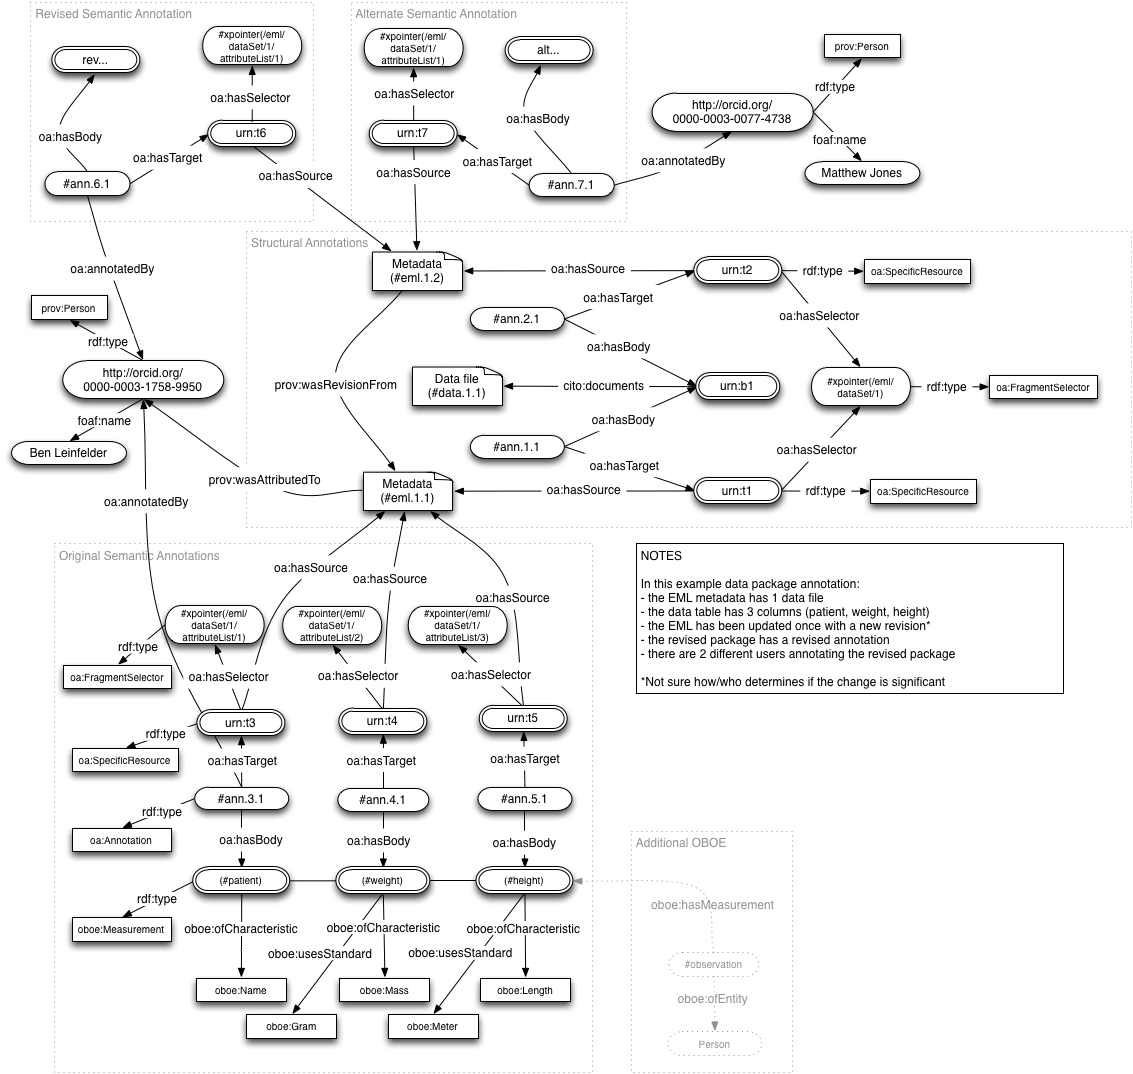 Revised Semantic Annotation
rev...
#xpointer(/eml/
dataSet/1/
attributeList/1)
oa:hasSelector
oa:hasBody
urn:t6
oa:hasTarget
#ann.6.1
oa:hasSource
Alternate Semantic Annotation
#xpointer(/eml/
dataSet/1/
attributeList/1)
alt...
oa:hasSelector
oa:hasBody
urn:t7
oa:hasTarget
oa:hasSource
#ann.7.1
oa:annotatedBy
prov:Person
rdf:type
http://orcid.org/
0000-0003-0077-4738
foaf:name
Matthew Jones
oa:annotatedBy
prov:Person
rdf:type
http://orcid.org/
0000-0003-1758-9950
foaf:name
Ben Leinfelder
oa:annotatedBy
prov:wasAttributedTo
Structural Annotations
Metadata
(#eml.1.2)
oa:hasSource
urn:t2
rdf:type
oa:SpecificResource
oa:hasTarget
#ann.2.1
oa:hasSelector
oa:hasBody
prov:wasRevisionFrom
Data file
(#data.1.1)
cito:documents
urn:b1
#xpointer(/eml/
dataSet/1)
rdf:type
oa:FragmentSelector
oa:hasBody
#ann.1.1
oa:hasSelector
oa:hasTarget
Metadata
(#eml.1.1)
oa:hasSource
urn:t1
rdf:type
oa:SpecificResource
Original Semantic Annotations
oa:hasSource
oa:hasSource
oa:hasSource
#xpointer(/eml/
dataSet/1/
attributeList/1)
#xpointer(/eml/
dataSet/1/
attributeList/2)
#xpointer(/eml/
dataSet/1/
attributeList/3)
rdf:type
oa:FragmentSelector
oa:hasSelector
oa:hasSelector
oa:hasSelector
urn:t3
urn:t4
urn:t5
rdf:type
oa:SpecificResource
oa:hasTarget
oa:hasTarget
oa:hasTarget
#ann.3.1
#ann.4.1
#ann.5.1
rdf:type
oa:Annotation
oa:hasBody
oa:hasBody
oa:hasBody
(#patient)
(#weight)
(#height)
rdf:type
oboe:Measurement
oboe:ofCharacteristic
oboe:ofCharacteristic
oboe:ofCharacteristic
oboe:usesStandard
oboe:usesStandard
oboe:Name
oboe:Mass
oboe:Length
oboe:Gram
oboe:Meter
NOTES
In this example data package annotation:
- the EML metadata has 1 data file
- the data table has 3 columns (patient, weight, height)
- the EML has been updated once with a new revision*
- the revised package has a revised annotation
- there are 2 different users annotating the revised package
*Not sure how/who determines if the change is significant
Additional OBOE
oboe:hasMeasurement
#observation
oboe:ofEntity
Person